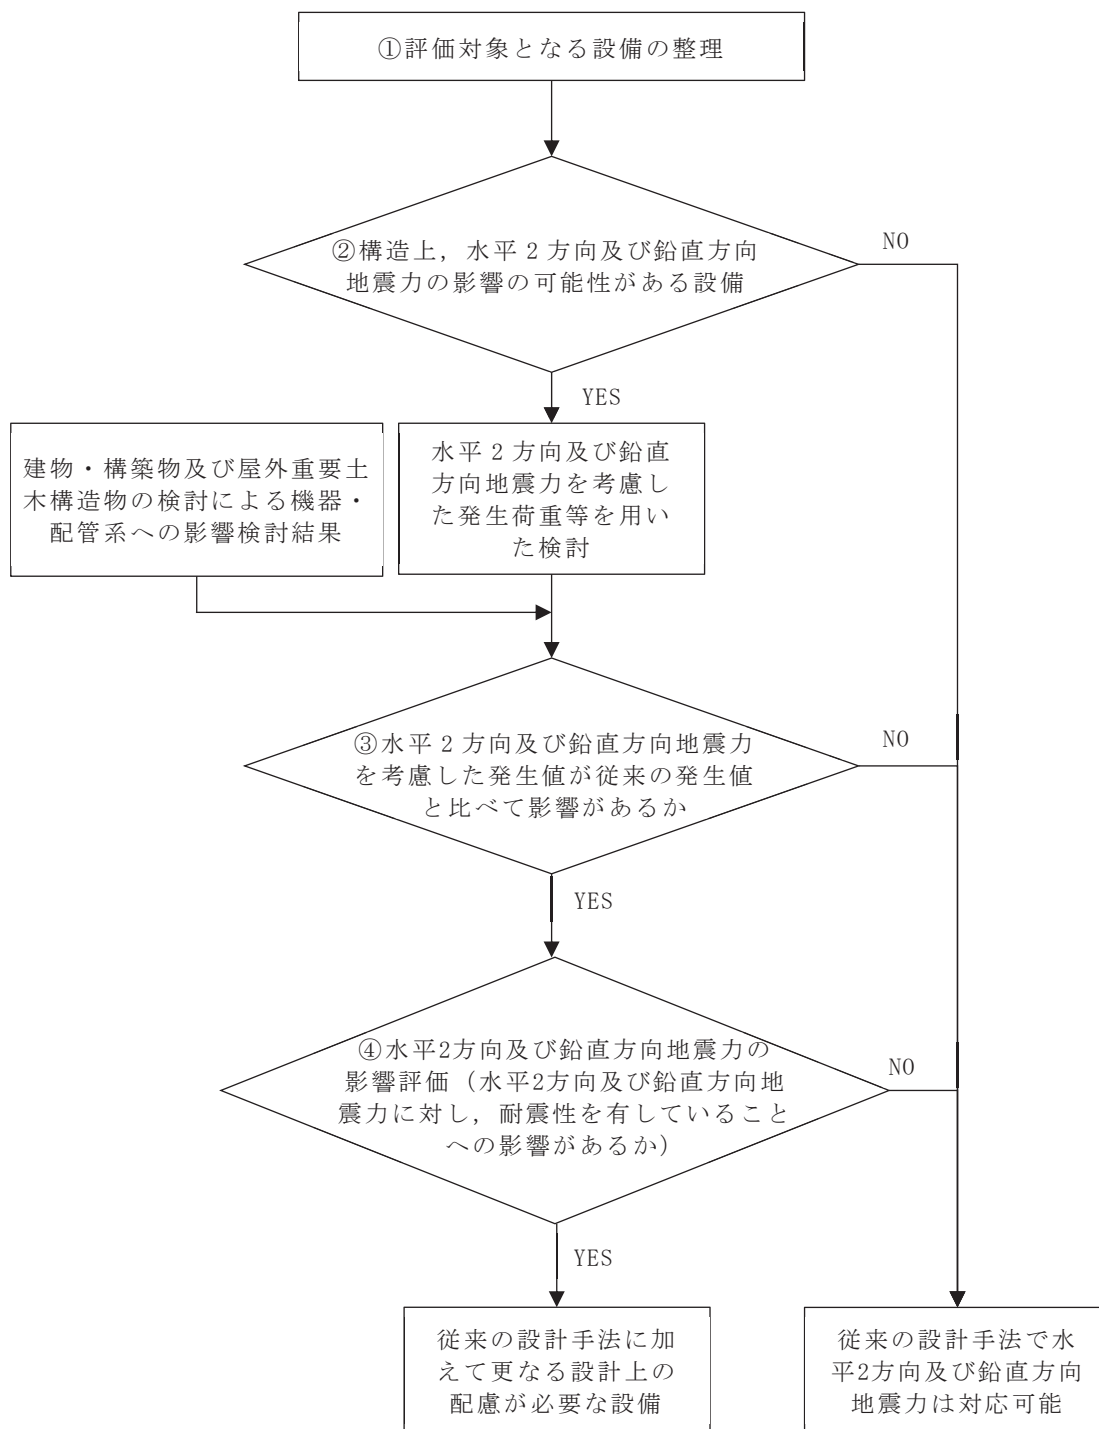 ①評価対象となる設備の整理
②構造上，水平２方向及び鉛直方向
地震力の影響の可能性がある設備
NO
YES
建物・構築物及び屋外重要土
木構造物の検討による機器・
配管系への影響検討結果
水平２方向及び鉛直
方向地震力を考慮し
た発生荷重等を用い
た検討
③水平２方向及び鉛直方向地震力
を考慮した発生値が従来の発生値
と比べて影響があるか
NO
YES
④水平2方向及び鉛直方向地震力の
影響評価（水平2方向及び鉛直方向地
震力に対し，耐震性を有していること
への影響があるか）
NO
YES
従来の設計手法に加
えて更なる設計上の
配慮が必要な設備
従来の設計手法で水
平2方向及び鉛直方向
地震力は対応可能